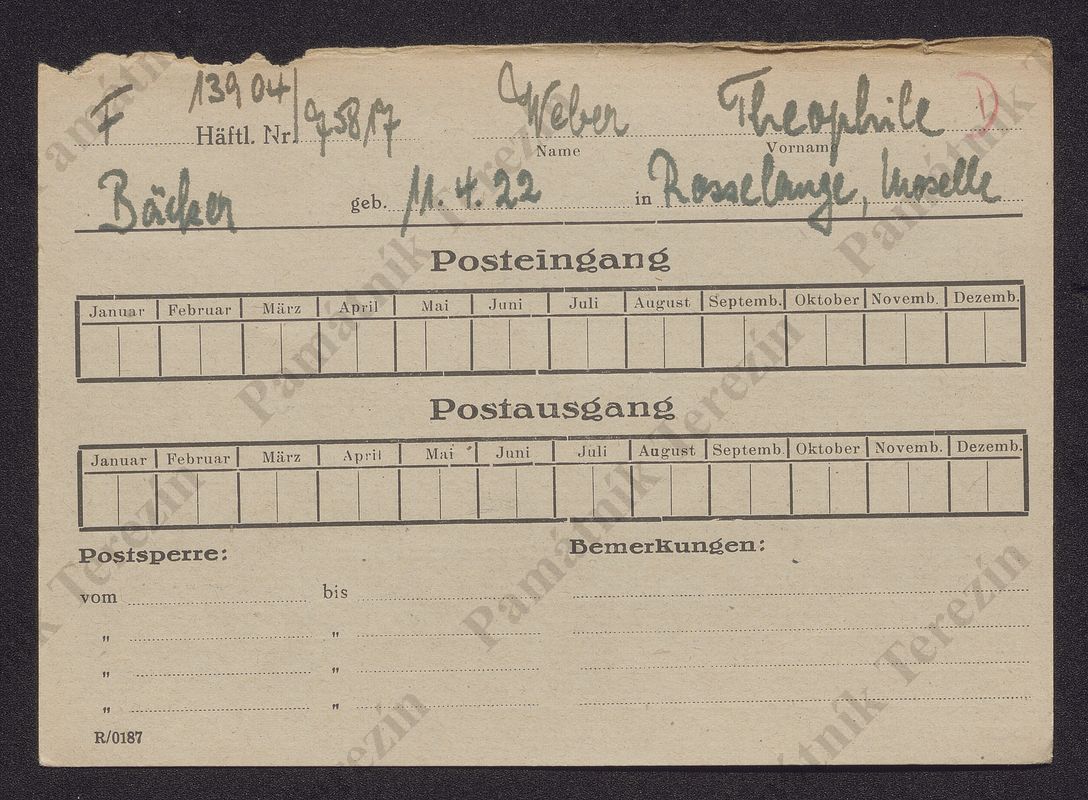 F Häftl. Nr. 13904 / 75817 Weber Theophile D
Name Vorname
Bäcker geb. 11. 4. 22 in Rosselange, Moselle
Posteingang
Januar Februar März April Mai Juni Juli August Septemb. Oktober Novemb. Dezemb.
Postausgang
Januar Februar März April Mai Juni Juli August Septemb. Oktober Novemb. Dezemb.
Postsperre: Bemerkungen:
vom bis
„ „
„ „
„ „
R/0187
Památník Terezín